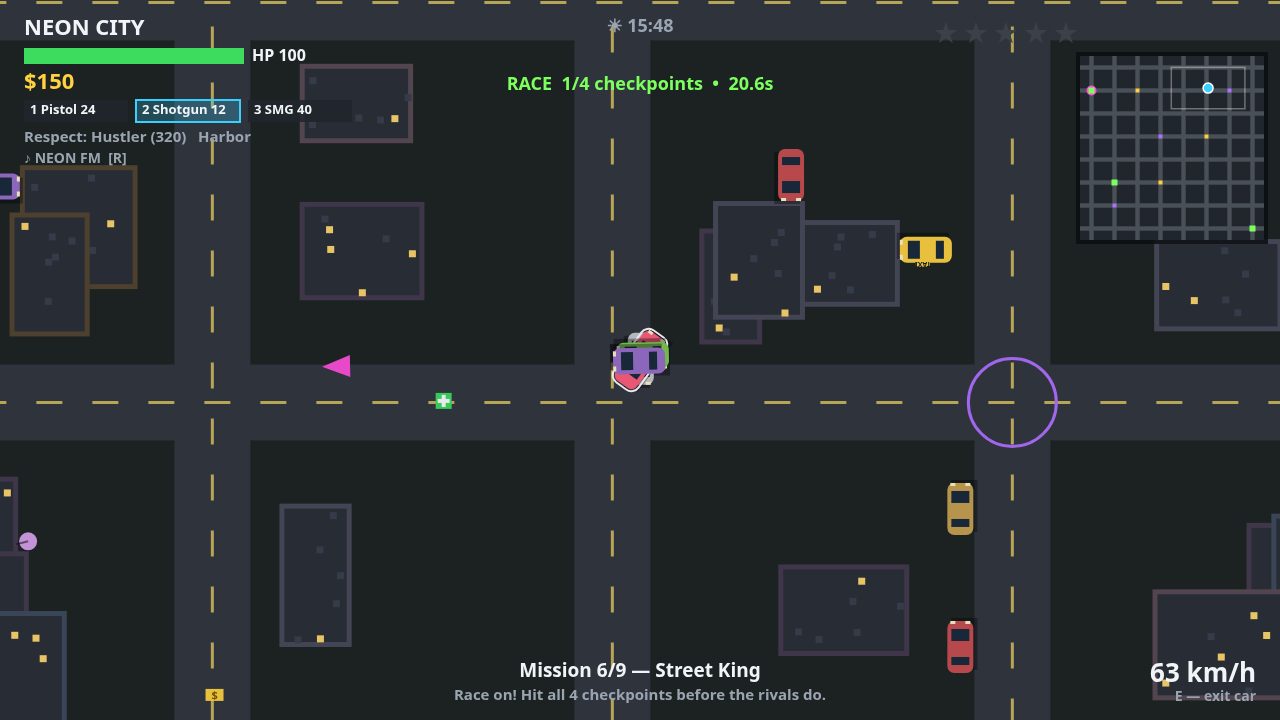 NEON CITY
☀ 15:48
★★★★★
HP 100
$150
RACE 1/4 checkpoints • 20.6s
1 Pistol 24
2 Shotgun 12
3 SMG 40
Respect: Hustler (320) Harbor
♪ NEON FM [R]
TAXI
$
Mission 6/9 — Street King
Race on! Hit all 4 checkpoints before the rivals do.
63 km/h
E — exit car